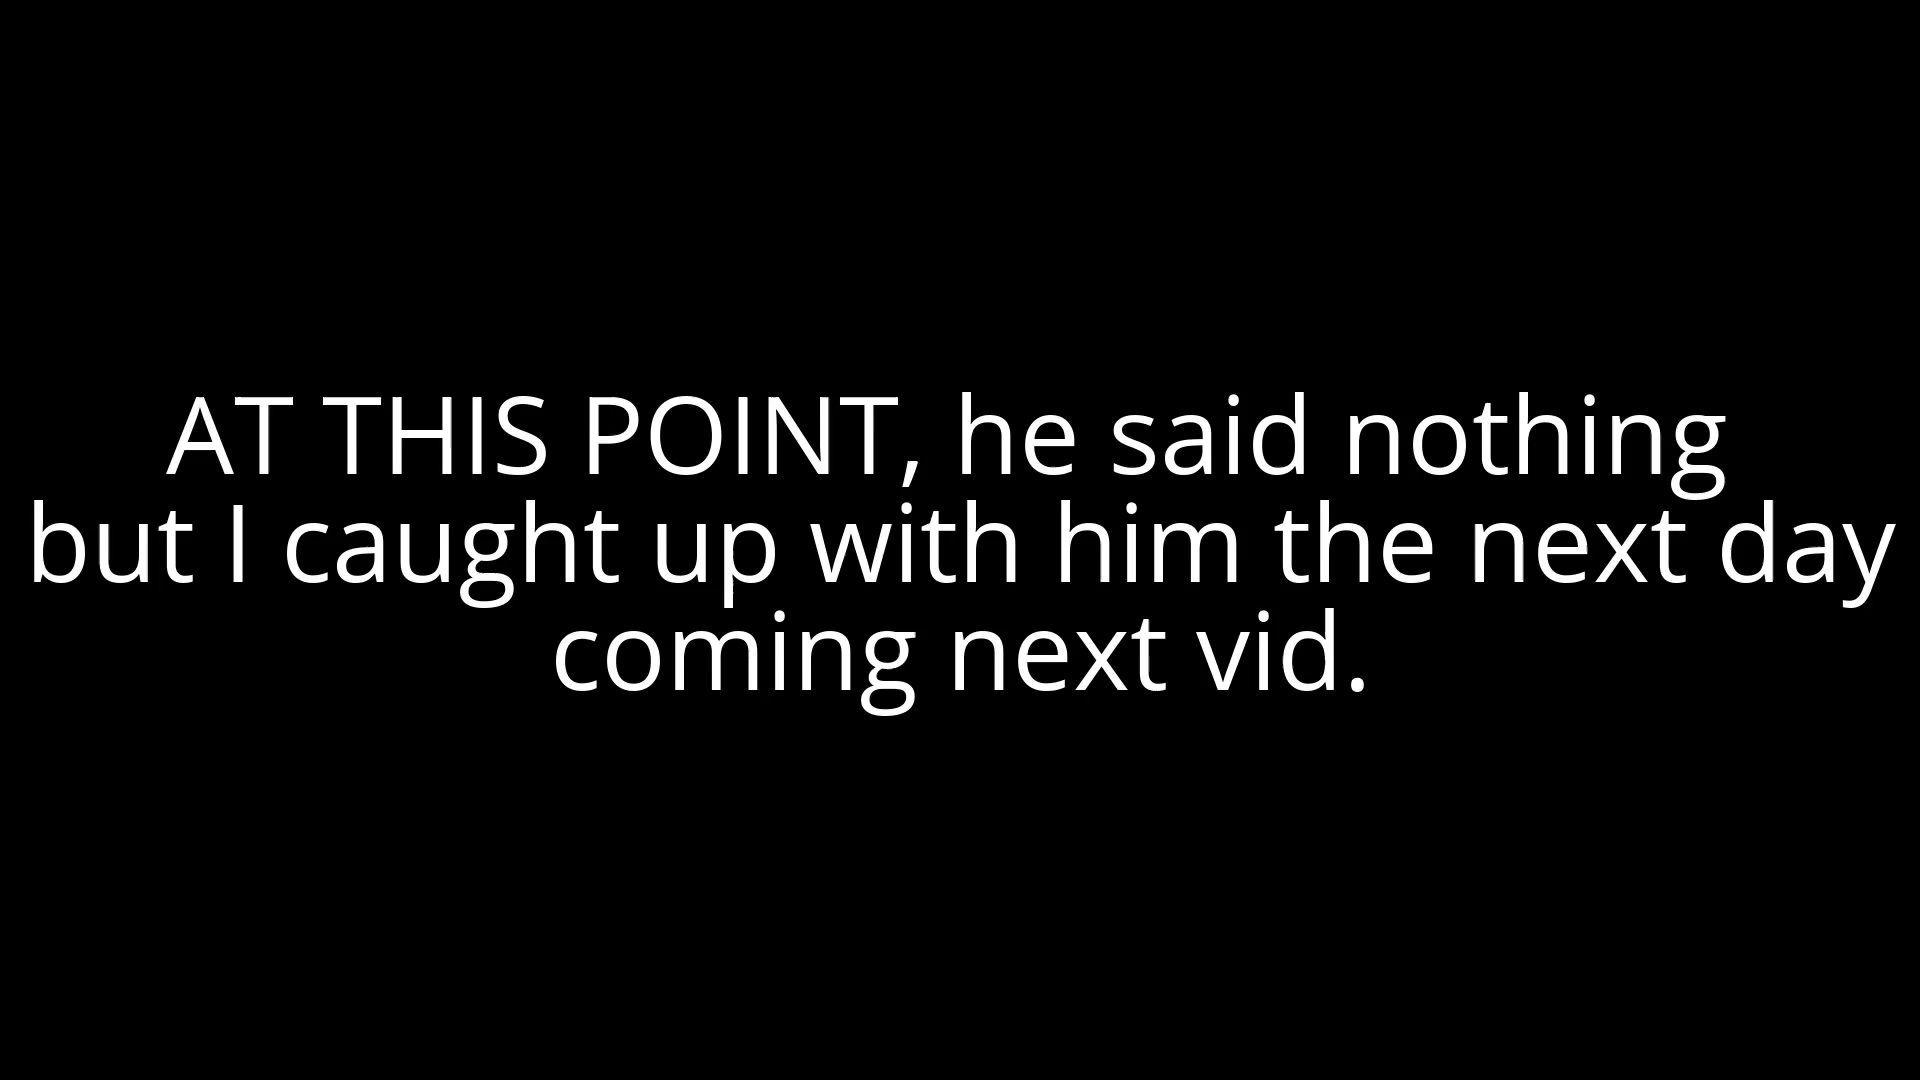 AT THIS POINT, he said nothing
but I caught up with him the next day
coming next vid.